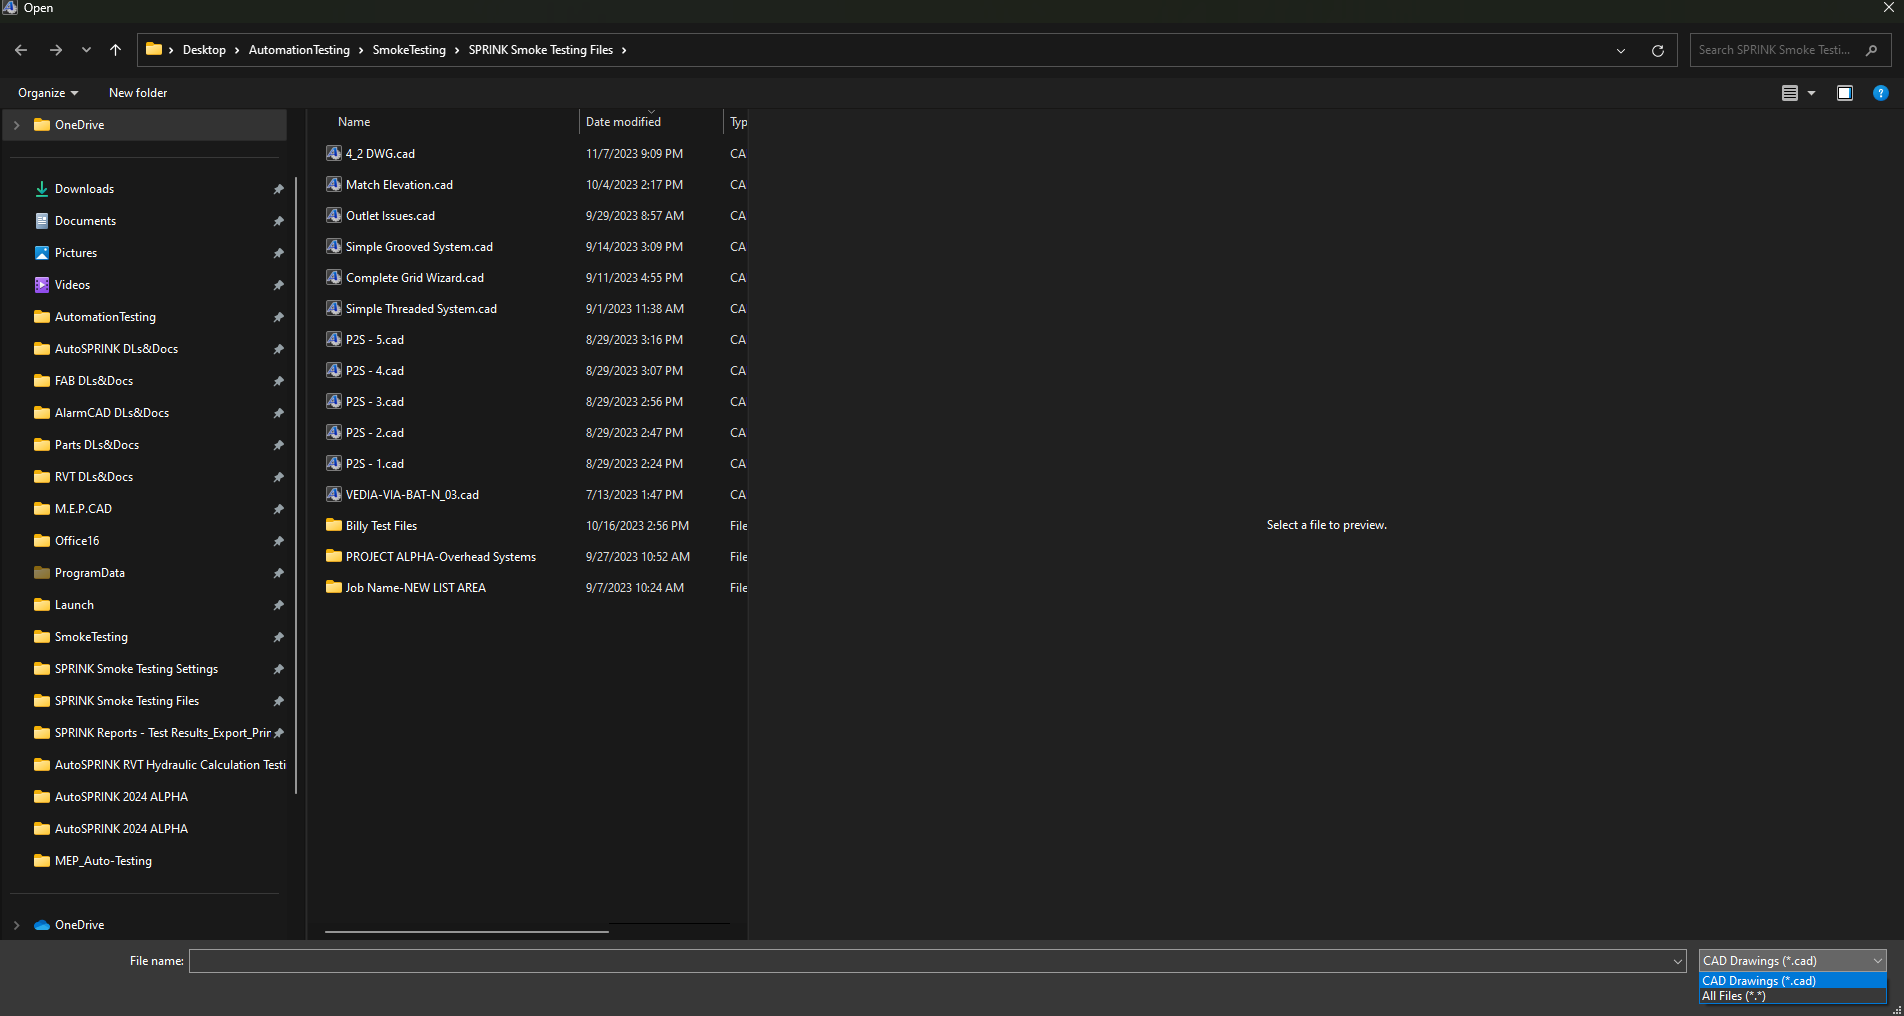 Open
Desktop > AutomationTesting > SmokeTesting > SPRINK Smoke Testing Files >
Search SPRINK Smoke Testi...
Organize
New folder
OneDrive
Downloads
Documents
Pictures
Videos
AutomationTesting
AutoSPRINK DLs&Docs
FAB DLs&Docs
AlarmCAD DLs&Docs
Parts DLs&Docs
RVT DLs&Docs
M.E.P.CAD
Office16
ProgramData
Launch
SmokeTesting
SPRINK Smoke Testing Settings
SPRINK Smoke Testing Files
SPRINK Reports - Test Results_Export_Prin
AutoSPRINK RVT Hydraulic Calculation Testi
AutoSPRINK 2024 ALPHA
AutoSPRINK 2024 ALPHA
MEP_Auto-Testing
OneDrive
Name Date modified Typ
4_2 DWG.cad 11/7/2023 9:09 PM CA
Match Elevation.cad 10/4/2023 2:17 PM CA
Outlet Issues.cad 9/29/2023 8:57 AM CA
Simple Grooved System.cad 9/14/2023 3:09 PM CA
Complete Grid Wizard.cad 9/11/2023 4:55 PM CA
Simple Threaded System.cad 9/1/2023 11:38 AM CA
P2S - 5.cad 8/29/2023 3:16 PM CA
P2S - 4.cad 8/29/2023 3:07 PM CA
P2S - 3.cad 8/29/2023 2:56 PM CA
P2S - 2.cad 8/29/2023 2:47 PM CA
P2S - 1.cad 8/29/2023 2:24 PM CA
VEDIA-VIA-BAT-N_03.cad 7/13/2023 1:47 PM CA
Billy Test Files 10/16/2023 2:56 PM File
PROJECT ALPHA-Overhead Systems 9/27/2023 10:52 AM File
Job Name-NEW LIST AREA 9/7/2023 10:24 AM File
Select a file to preview.
File name:
CAD Drawings (*.cad)
CAD Drawings (*.cad)
All Files (*.*)